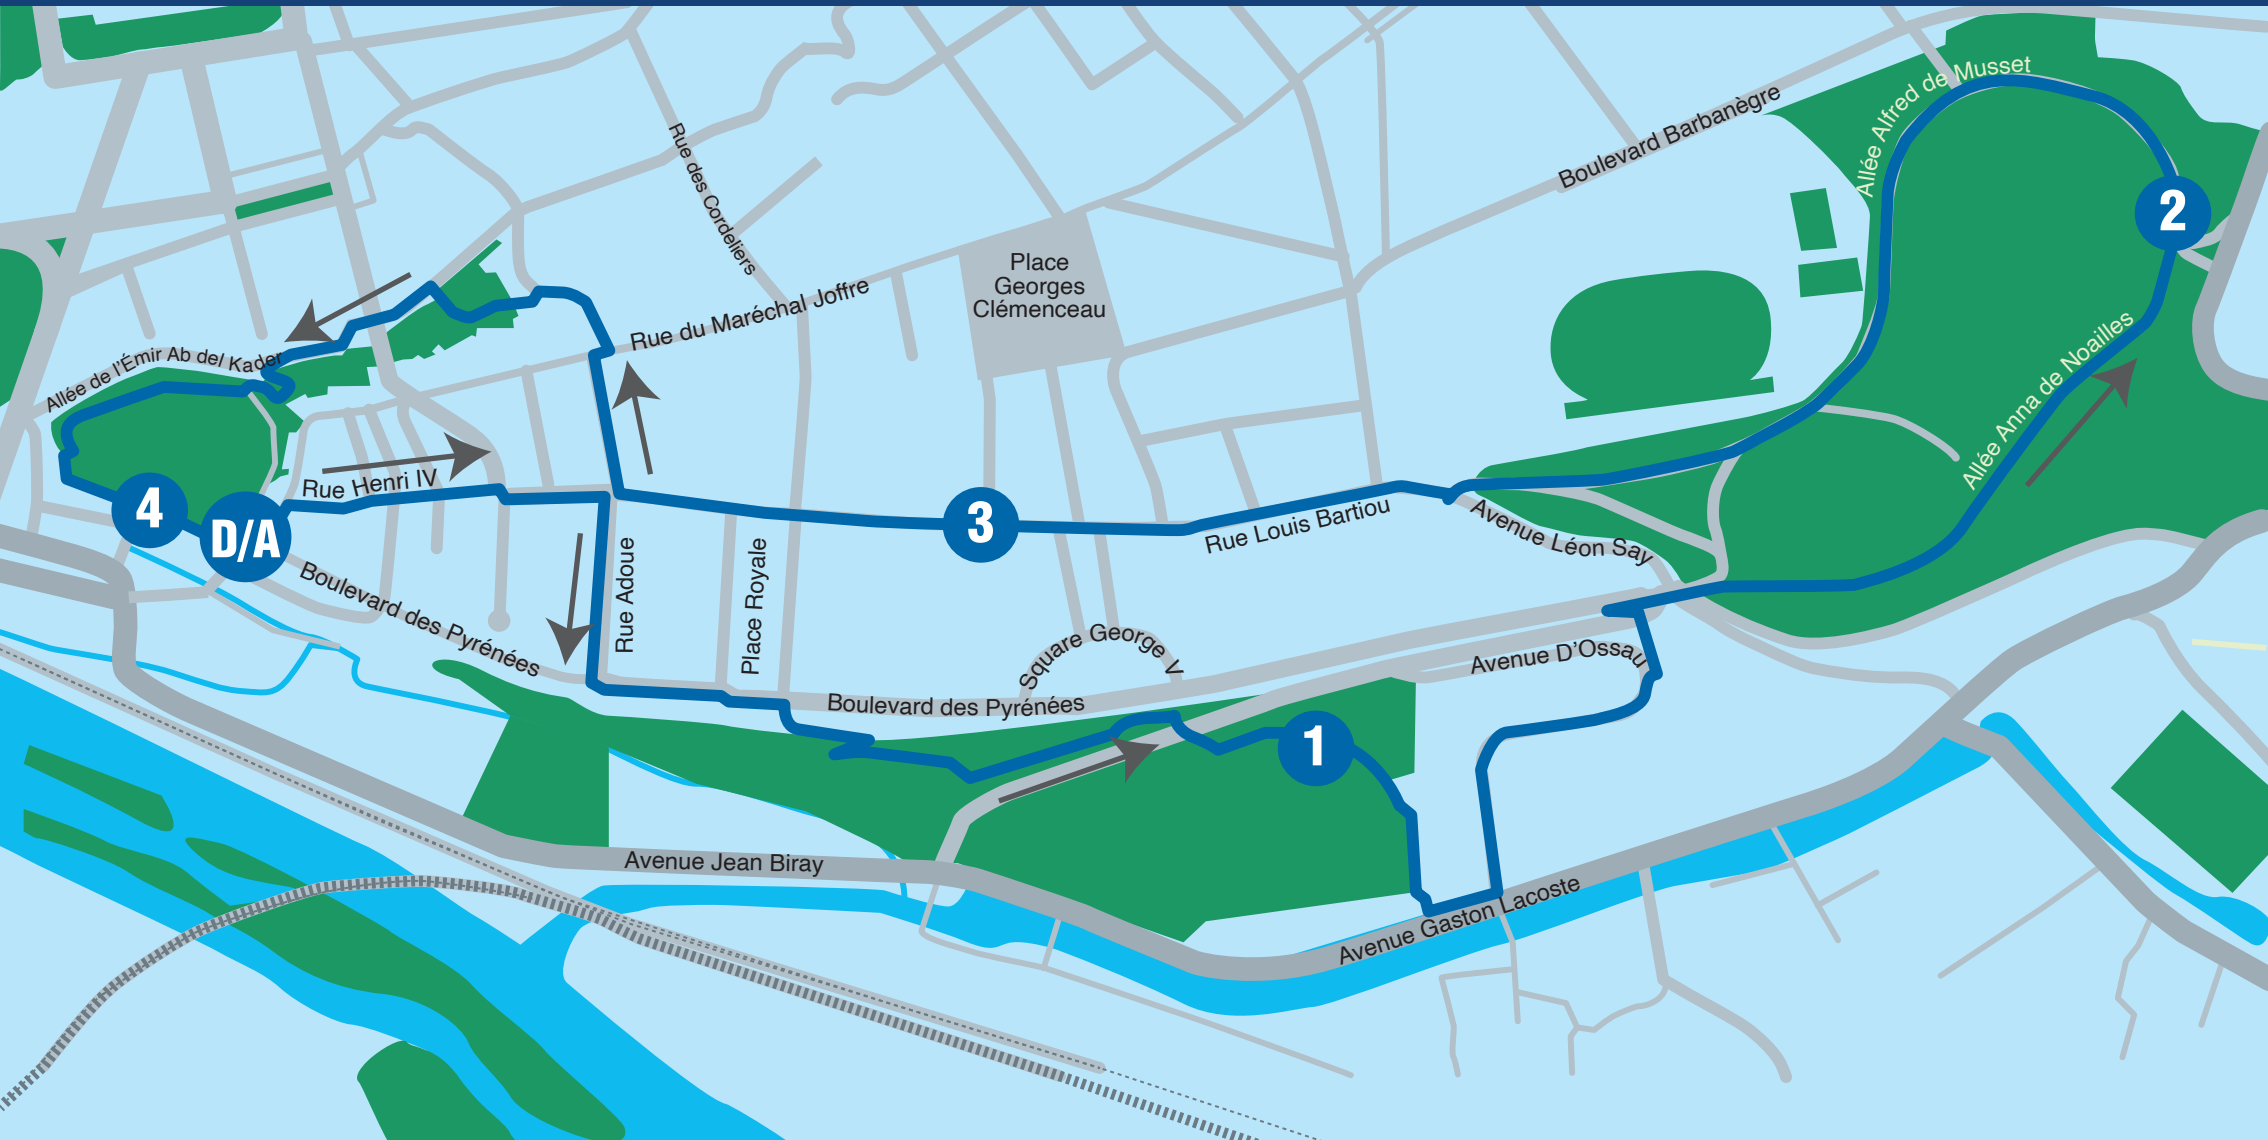 Allée Alfred de Musset
Boulevard Barbanègre
Rue des Cordeliers
2
Place
Georges
Clémenceau
Rue du Maréchal Joffre
Allée de l'Émir Ab del Kader
Allée Anna de Noailles
Rue Henri IV
4
D/A
3
Rue Louis Bartiou
Avenue Léon Say
Boulevard des Pyrénées
Rue Adoue
Place Royale
Square George V
Avenue D'Ossau
Boulevard des Pyrénées
1
Avenue Jean Biray
Avenue Gaston Lacoste